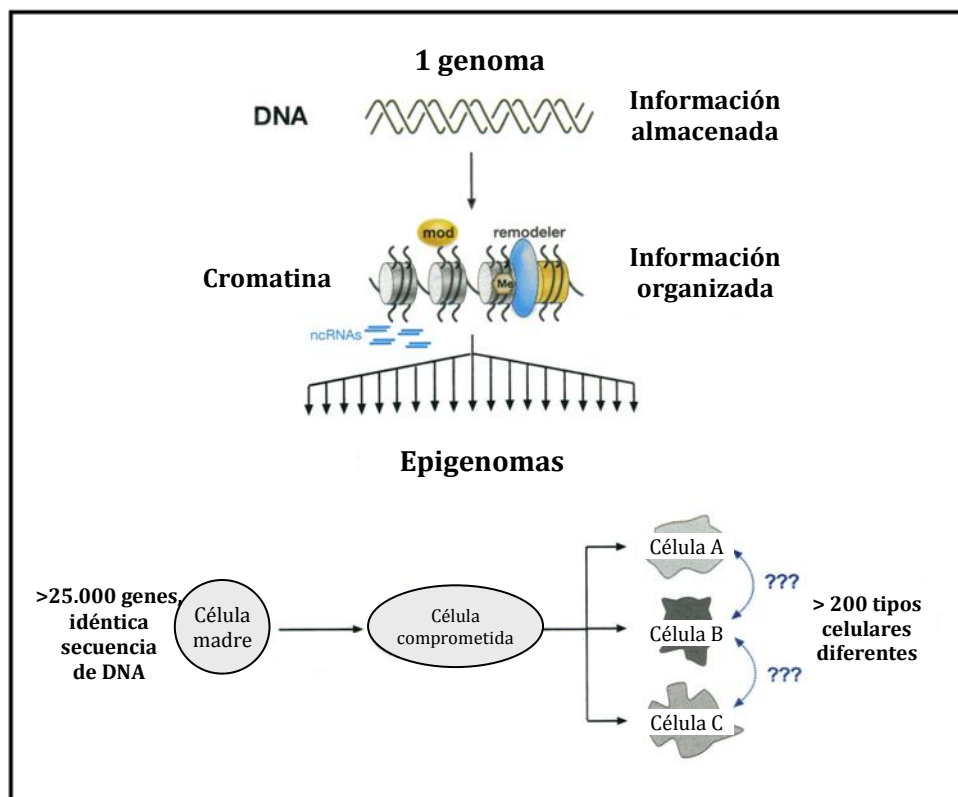 1 genoma
DNA
Información
almacenada
mod
remodeler
Cromatina
Me
Información
organizada
ncRNAs
Epigenomas
>25.000 genes,
idéntica
secuencia
de DNA
Célula
madre
Célula
comprometida
Célula A
???
Célula B
???
Célula C
> 200 tipos
celulares
diferentes